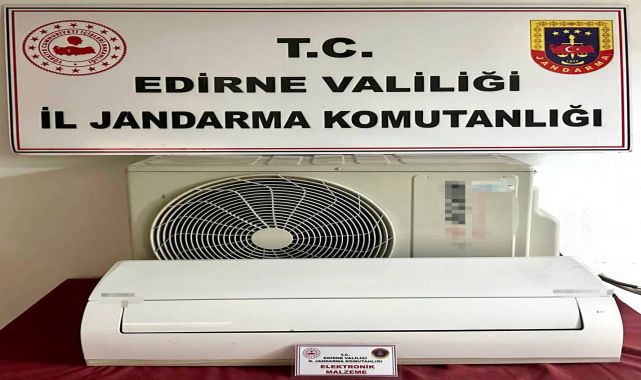 T.C.
EDİRNE VALİLİĞİ
İL JANDARMA KOMUTANLIĞI
JANDARMA
T.C.
EDİRNE VALİLİĞİ
İL JANDARMA KOMUTANLIĞI
ELEKTRONİK
MALZEME